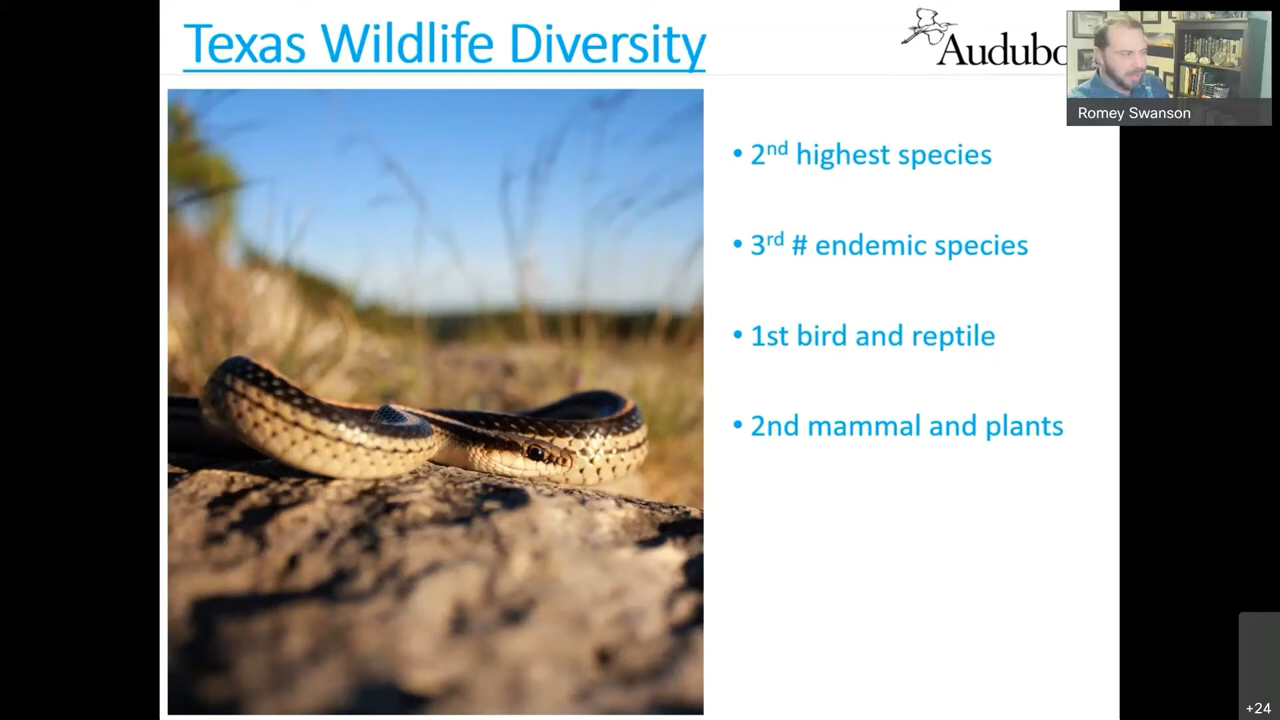 Texas Wildlife Diversity
Audubo
Romey Swanson
• 2nd highest species
• 3rd # endemic species
• 1st bird and reptile
• 2nd mammal and plants
+24